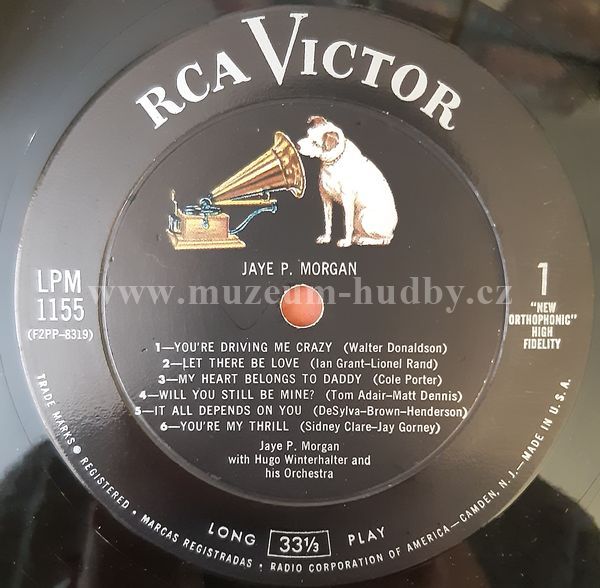 RCA VICTOR
JAYE P. MORGAN
LPM
1155
(F2PP-8319)
1
"NEW
ORTHOPHONIC"
HIGH
FIDELITY
www.muzeum-hudby.cz
1—YOU'RE DRIVING ME CRAZY (Walter Donaldson)
2—LET THERE BE LOVE (Ian Grant-Lionel Rand)
3—MY HEART BELONGS TO DADDY (Cole Porter)
4—WILL YOU STILL BE MINE? (Tom Adair-Matt Dennis)
5—IT ALL DEPENDS ON YOU (DeSylva-Brown-Henderson)
6—YOU'RE MY THRILL (Sidney Clare-Jay Gorney)
Jaye P. Morgan
with Hugo Winterhalter and
his Orchestra
LONG 33⅓ PLAY
TRADE MARKS ® REGISTERED • MARCAS REGISTRADAS • RADIO CORPORATION OF AMERICA—CAMDEN, N. J.—MADE IN U.S.A.